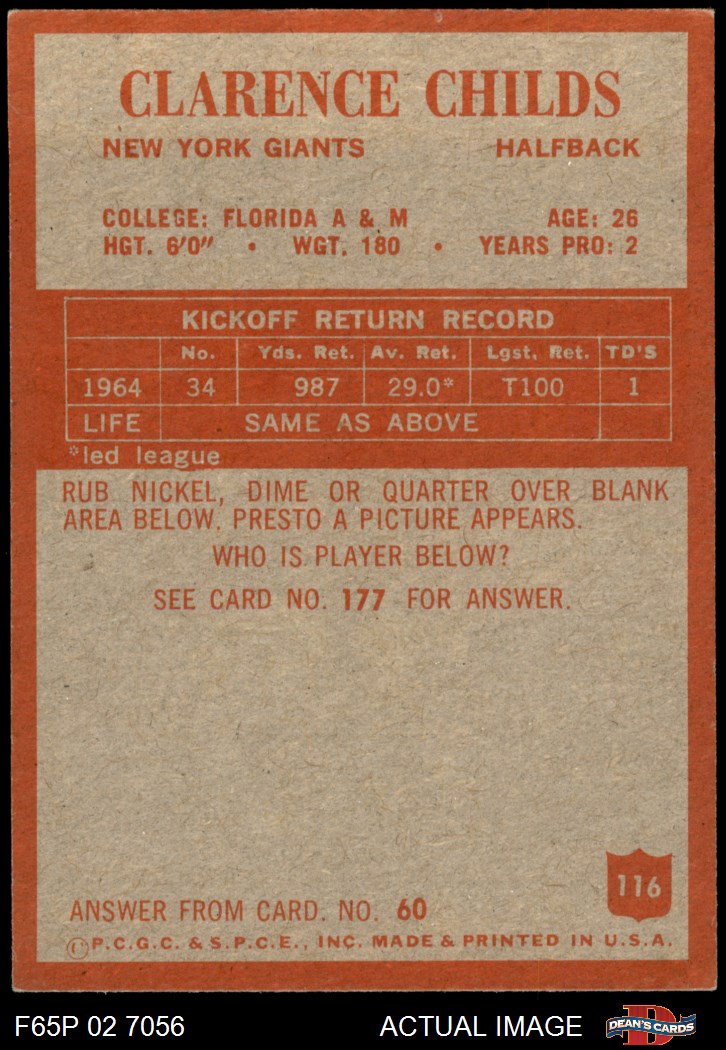 CLARENCE CHILDS
NEW YORK GIANTS HALFBACK
COLLEGE: FLORIDA A & M AGE: 26
HGT. 6'0" • WGT. 180 • YEARS PRO: 2
KICKOFF RETURN RECORD
No. Yds. Ret. Av. Ret. Lgst. Ret. TD'S
1964 34 987 29.0* T100 1
LIFE SAME AS ABOVE
*led league
RUB NICKEL, DIME OR QUARTER OVER BLANK
AREA BELOW. PRESTO A PICTURE APPEARS.
WHO IS PLAYER BELOW?
SEE CARD NO. 177 FOR ANSWER.
116
ANSWER FROM CARD. NO. 60
©P.C.G.C. & S.P.C.E., INC. MADE & PRINTED IN U.S.A.
F65P 02 7056 ACTUAL IMAGE DEAN'S CARDS